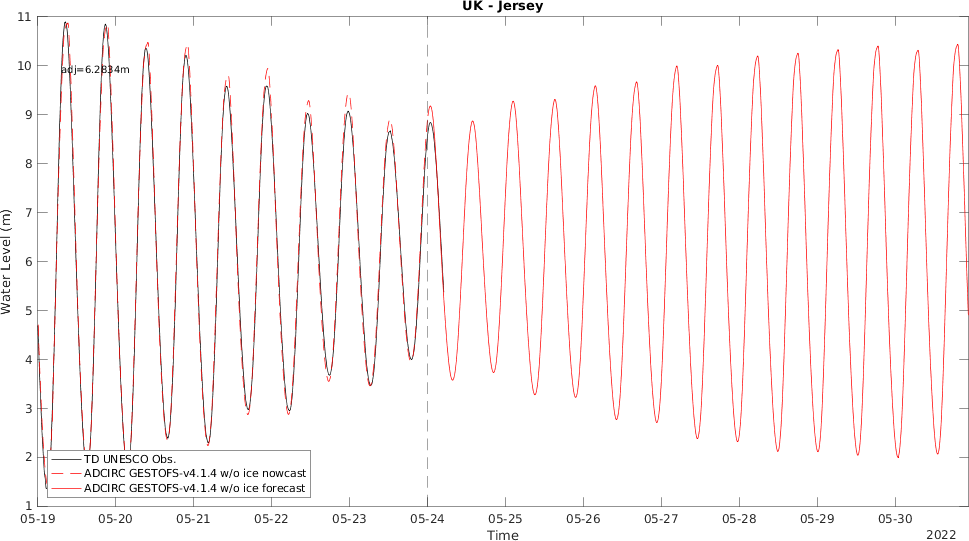 UK - Jersey
11
10
9
8
7
6
5
4
3
2
1
Water Level (m)
adj=6.2834m
TD UNESCO Obs.
ADCIRC GESTOFS-v4.1.4 w/o ice nowcast
ADCIRC GESTOFS-v4.1.4 w/o ice forecast
05-19 05-20 05-21 05-22 05-23 05-24 05-25 05-26 05-27 05-28 05-29 05-30
Time
2022